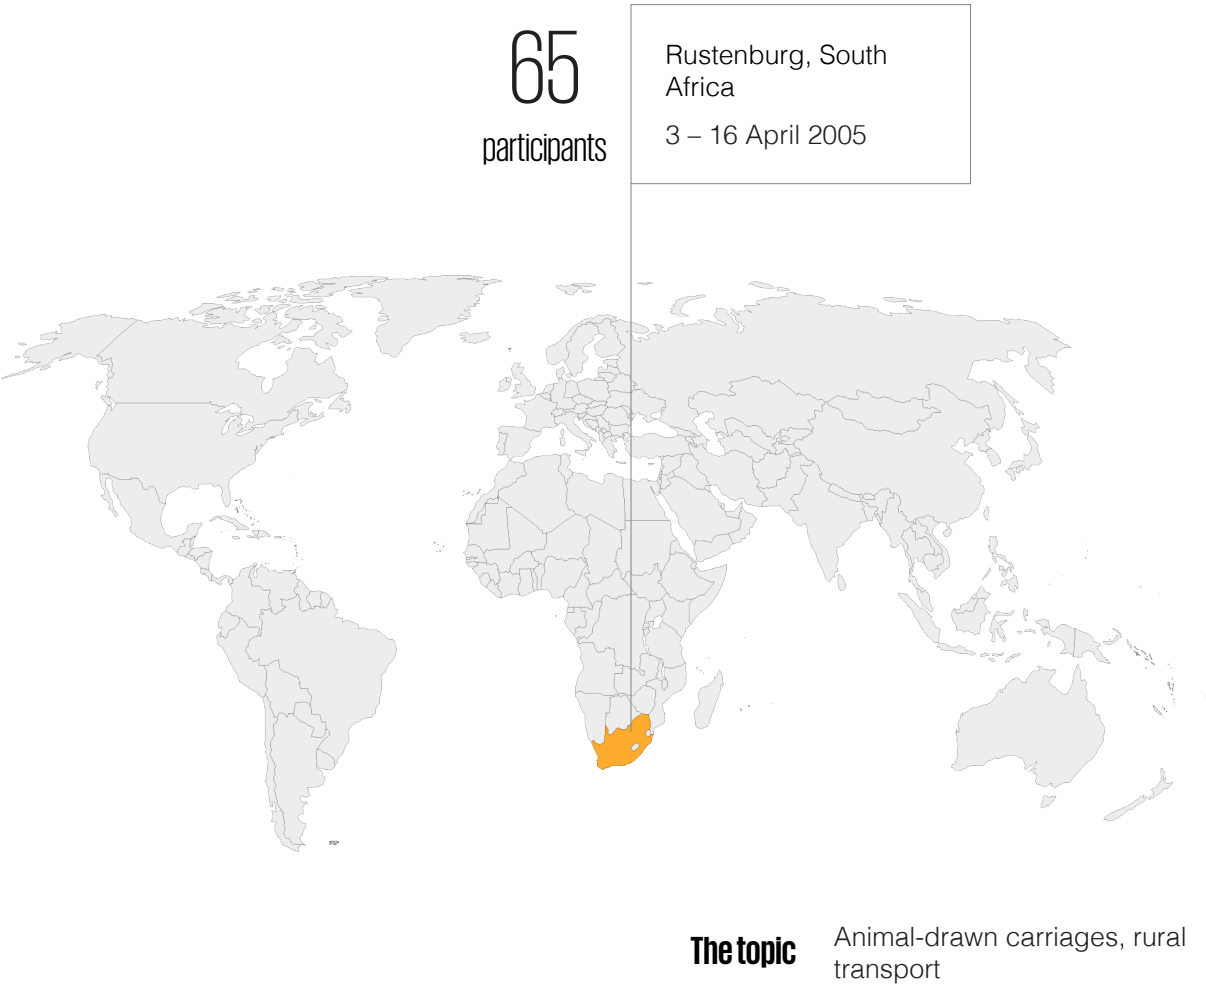 65
participants
Rustenburg, South
Africa
3 – 16 April 2005
The topic
Animal-drawn carriages, rural
transport